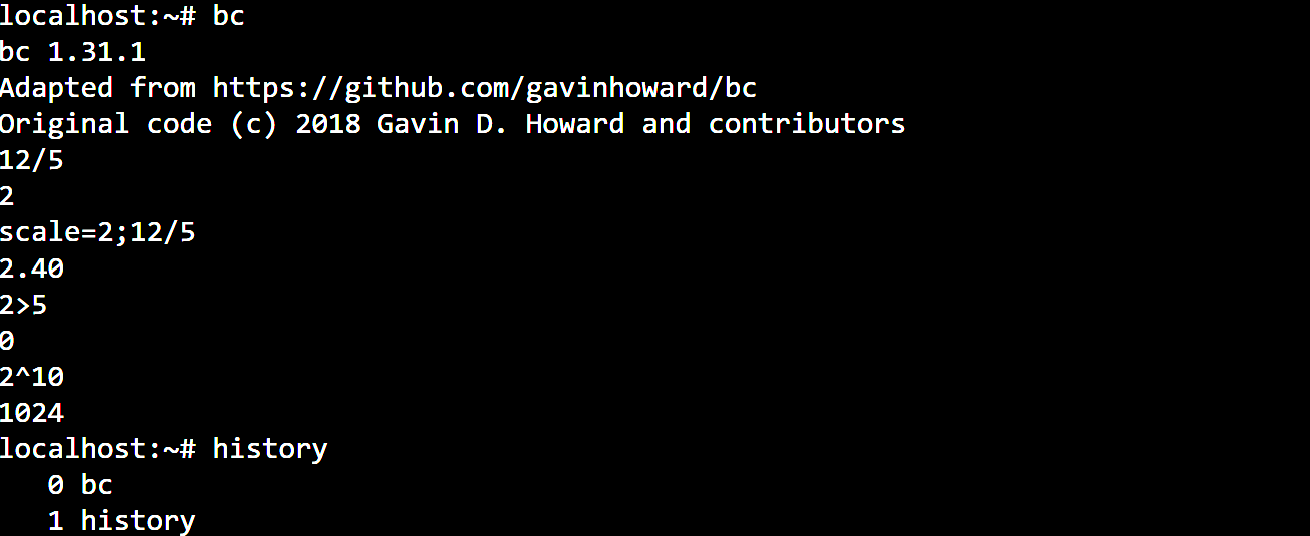 localhost:~# bc
bc 1.31.1
Adapted from https://github.com/gavinhoward/bc
Original code (c) 2018 Gavin D. Howard and contributors
12/5
2
scale=2;12/5
2.40
2>5
0
2^10
1024
localhost:~# history
   0 bc
   1 history